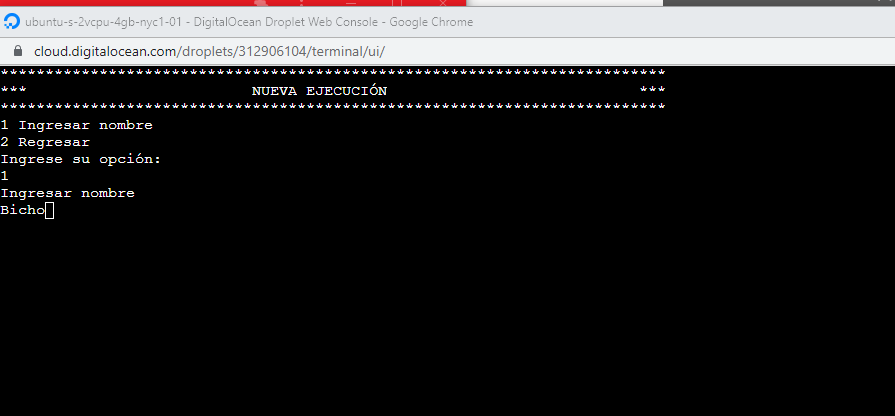 ubuntu-s-2vcpu-4gb-nyc1-01 - DigitalOcean Droplet Web Console - Google Chrome
cloud.digitalocean.com/droplets/312906104/terminal/ui/
**************************************************************************
*** NUEVA EJECUCIÓN ***
**************************************************************************
1 Ingresar nombre
2 Regresar
Ingrese su opción:
1
Ingresar nombre
Bicho